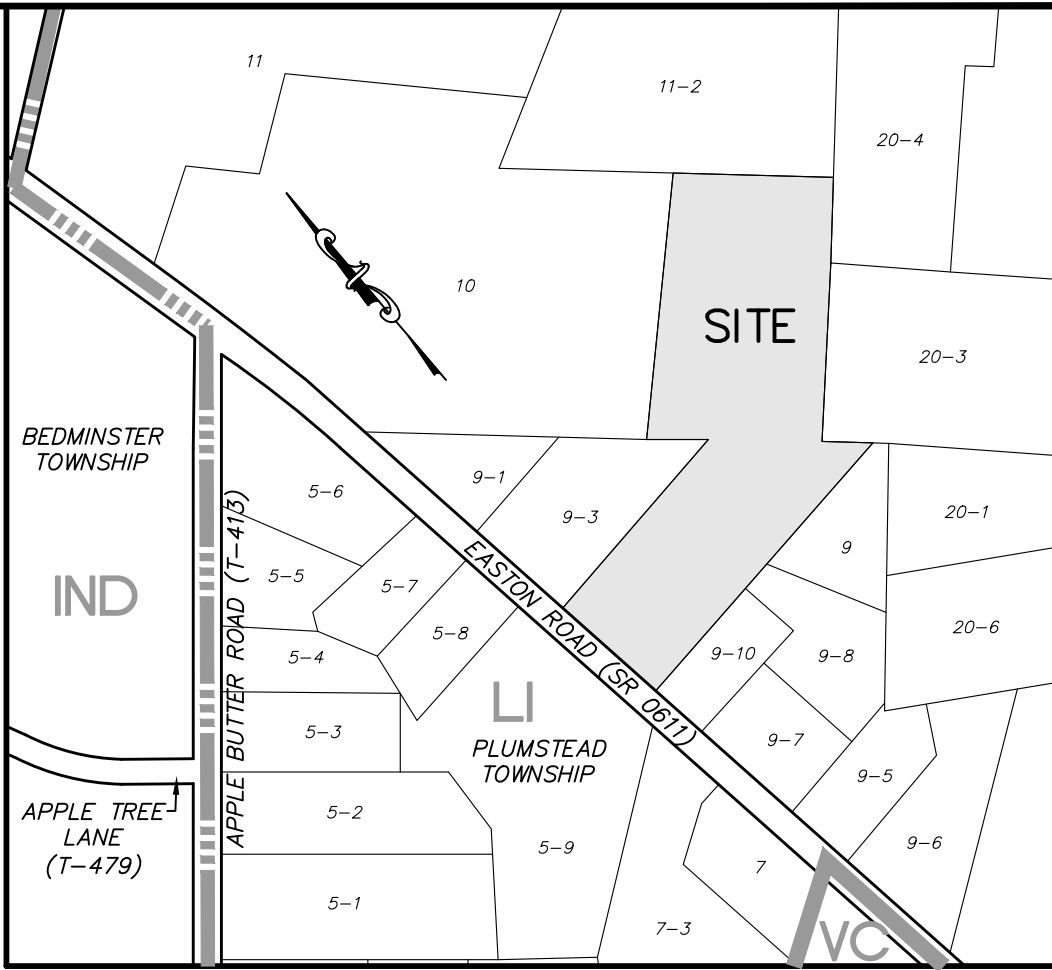 11
11-2
20-4
10
SITE
20-3
BEDMINSTER
TOWNSHIP
9-1
5-6
9-3
20-1
9
IND
APPLE BUTTER ROAD (T-413)
5-5
5-7
EASTON ROAD (SR 0611)
5-8
20-6
5-4
9-10
9-8
LI
5-3
PLUMSTEAD
TOWNSHIP
9-7
9-5
APPLE TREE
LANE
(T-479)
5-2
5-9
9-6
7
5-1
7-3
VC